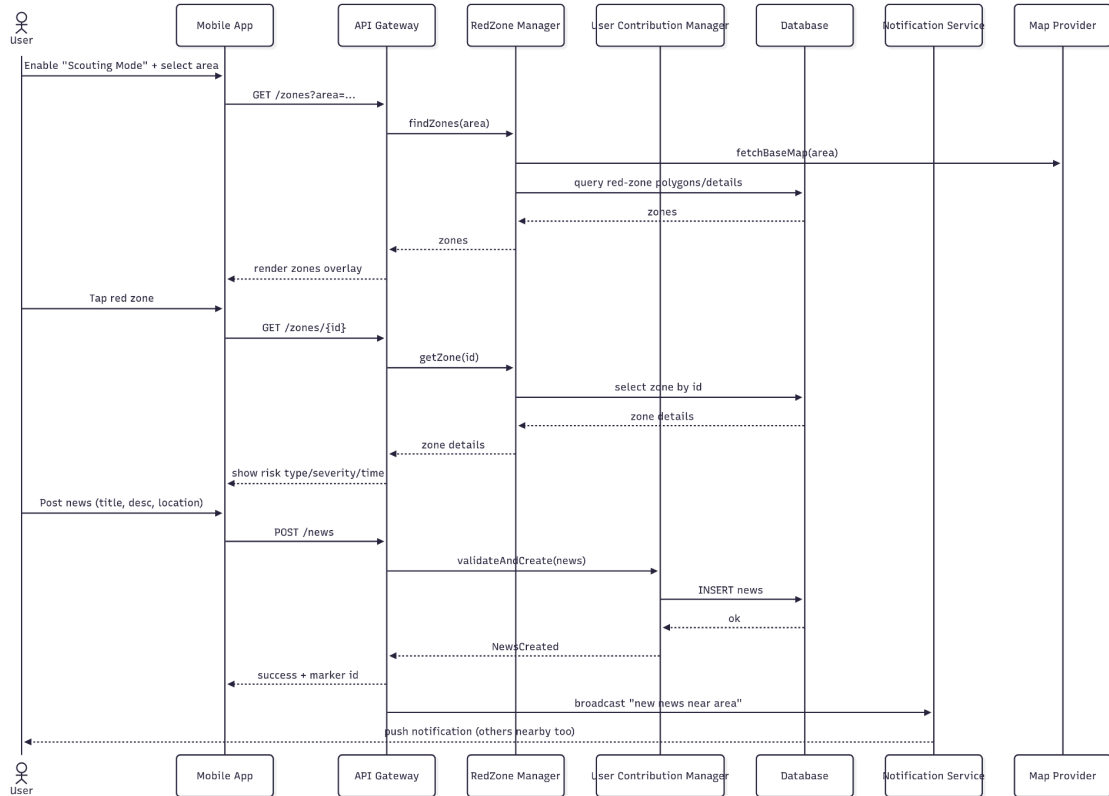 User
Mobile App
API Gateway
RedZone Manager
User Contribution Manager
Database
Notification Service
Map Provider
Enable "Scouting Mode" + select area
GET /zones?area=...
findZones(area)
fetchBaseMap(area)
query red-zone polygons/details
zones
zones
render zones overlay
Tap red zone
GET /zones/{id}
getZone(id)
select zone by id
zone details
zone details
show risk type/severity/time
Post news (title, desc, location)
POST /news
validateAndCreate(news)
INSERT news
ok
NewsCreated
success + marker id
broadcast "new news near area"
push notification (others nearby too)
User
Mobile App
API Gateway
RedZone Manager
User Contribution Manager
Database
Notification Service
Map Provider